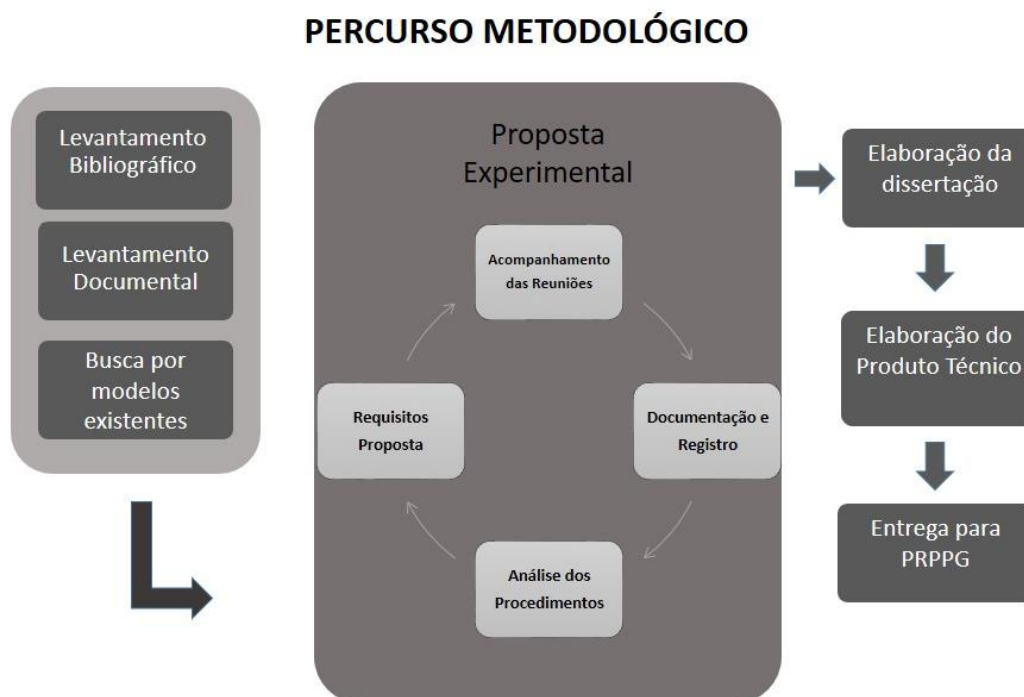 PERCURSO METODOLÓGICO
Levantamento
Bibliográfico
Levantamento
Documental
Busca por
modelos
existentes
Proposta
Experimental
Acompanhamento
das Reuniões
Documentação e
Registro
Análise dos
Procedimentos
Requisitos
Proposta
Elaboração da
dissertação
Elaboração do
Produto Técnico
Entrega para
PRPPG